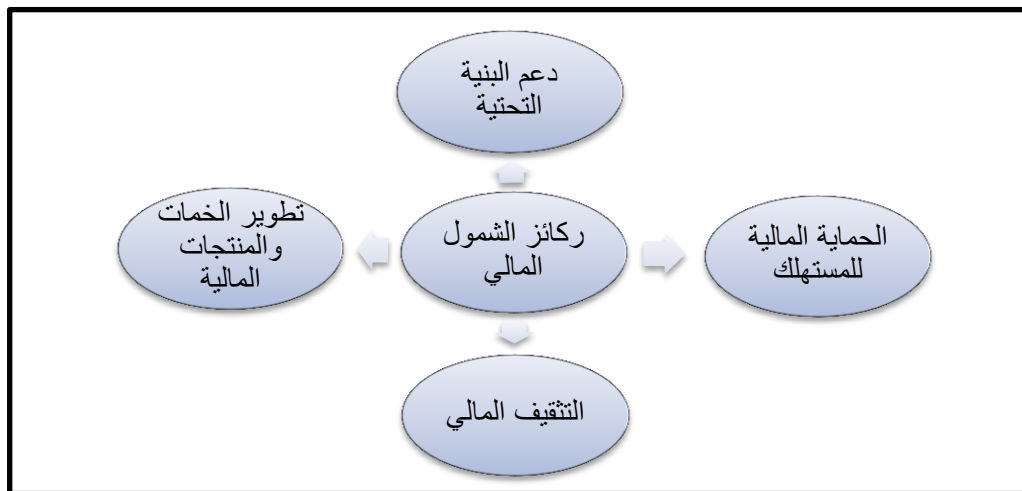 دعم البنية
التحتية
ركائز الشمول
المالي
الحماية المالية
للمستهلك
تطوير الخمات
والمنتجات
المالية
التثقيف المالي